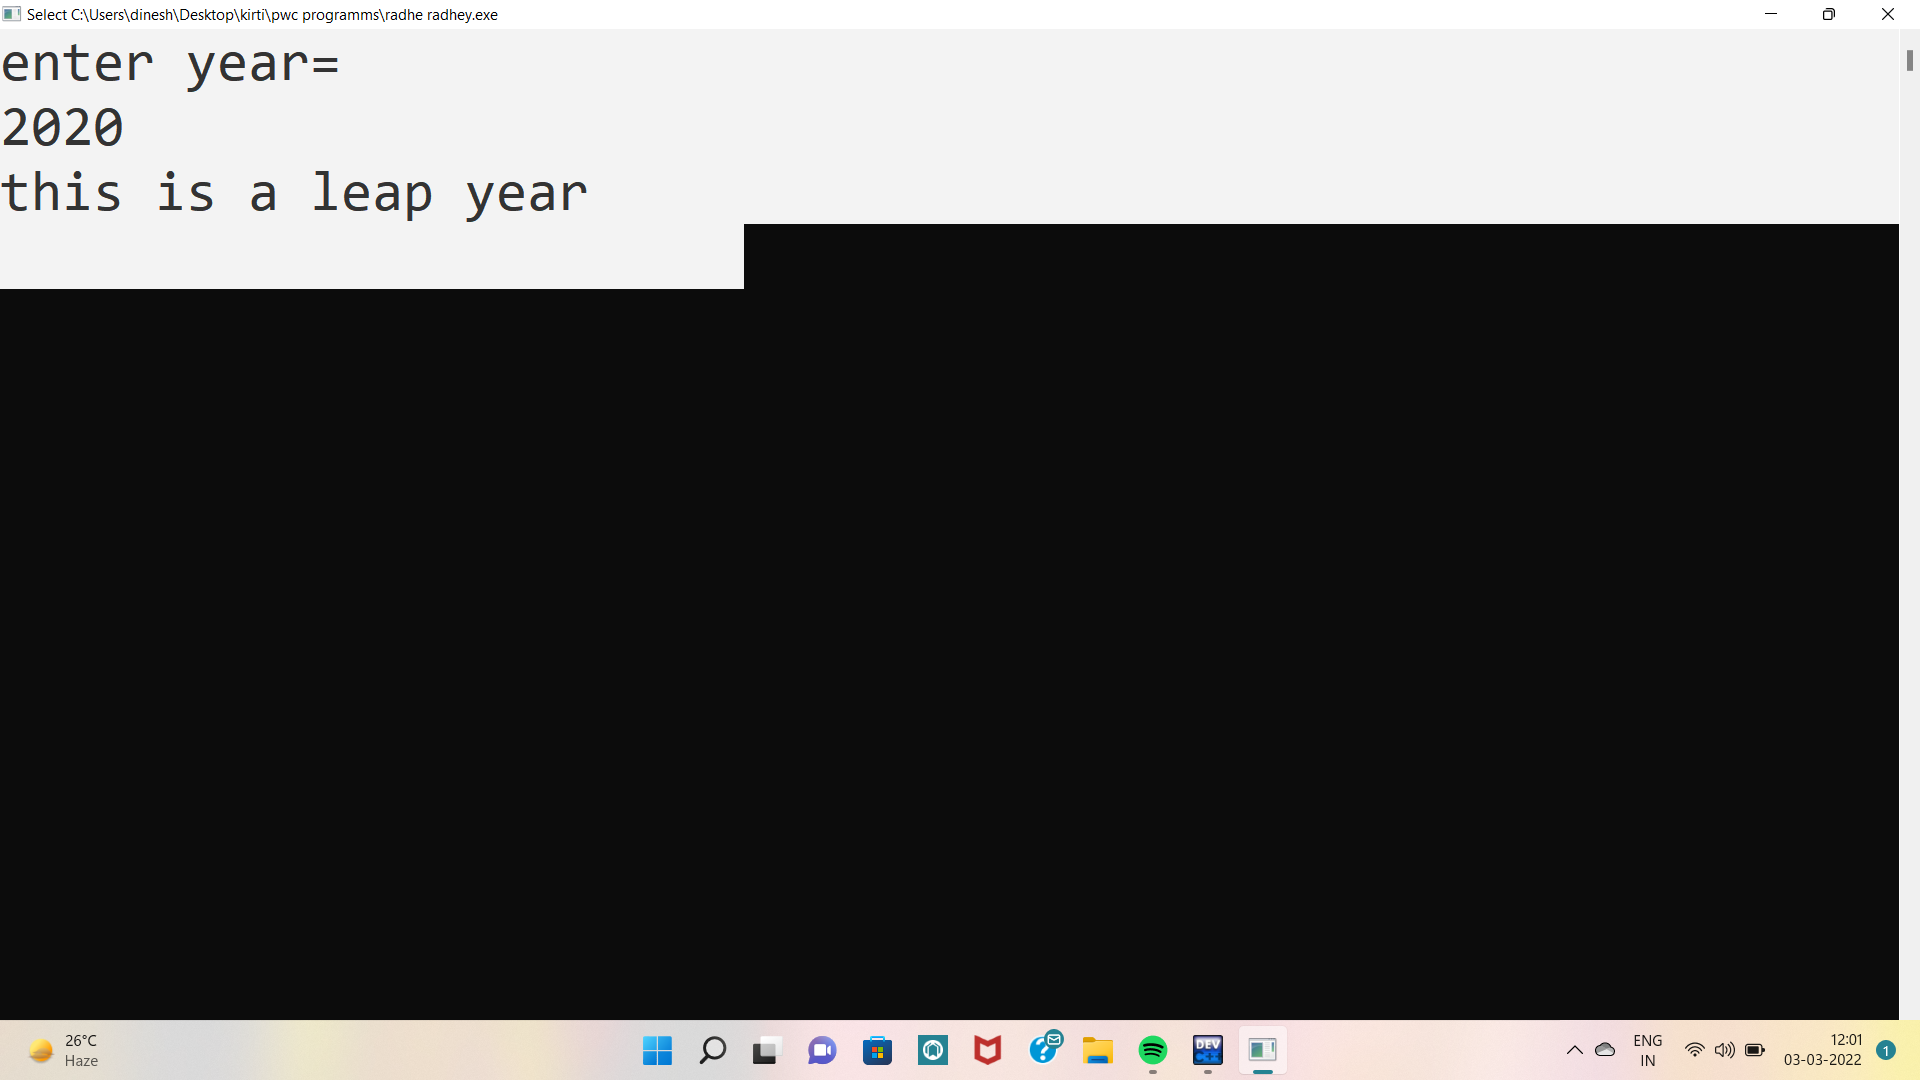 Select C:\Users\dinesh\Desktop\kirti\pwc programms\radhe radhey.exe
enter year=
2020
this is a leap year
26°C
Haze
DEV
C++
ENG
IN
12:01
03-03-2022
1